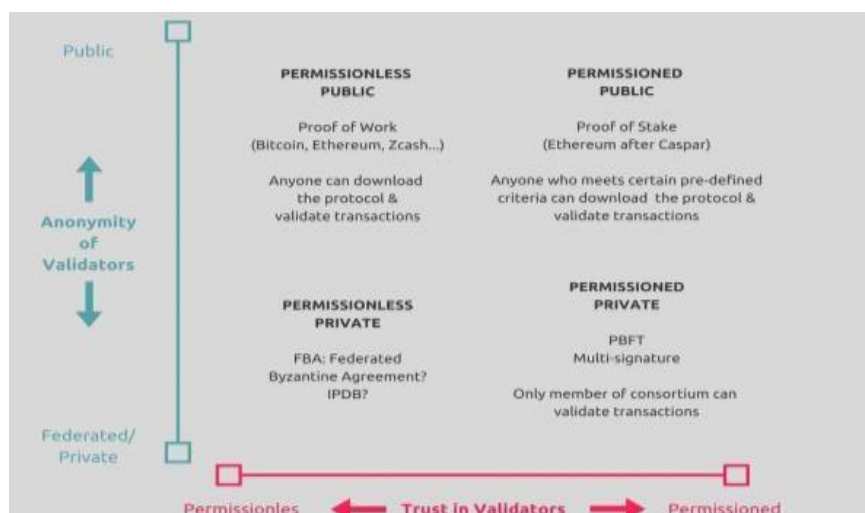 Public
PERMISSIONLESS
PUBLIC
Proof of Work
(Bitcoin, Ethereum, Zcash...)
Anyone can download
the protocol &
validate transactions
PERMISSIONED
PUBLIC
Proof of Stake
(Ethereum after Caspar)
Anyone who meets certain pre-defined
criteria can download the protocol &
validate transactions
Anonymity
of
Validators
PERMISSIONLESS
PRIVATE
FBA: Federated
Byzantine Agreement?
IPDB?
PERMISSIONED
PRIVATE
PBFT
Multi-signature
Only member of consortium can
validate transactions
Federated/
Private
Permissionles Trust in Validators Permissioned